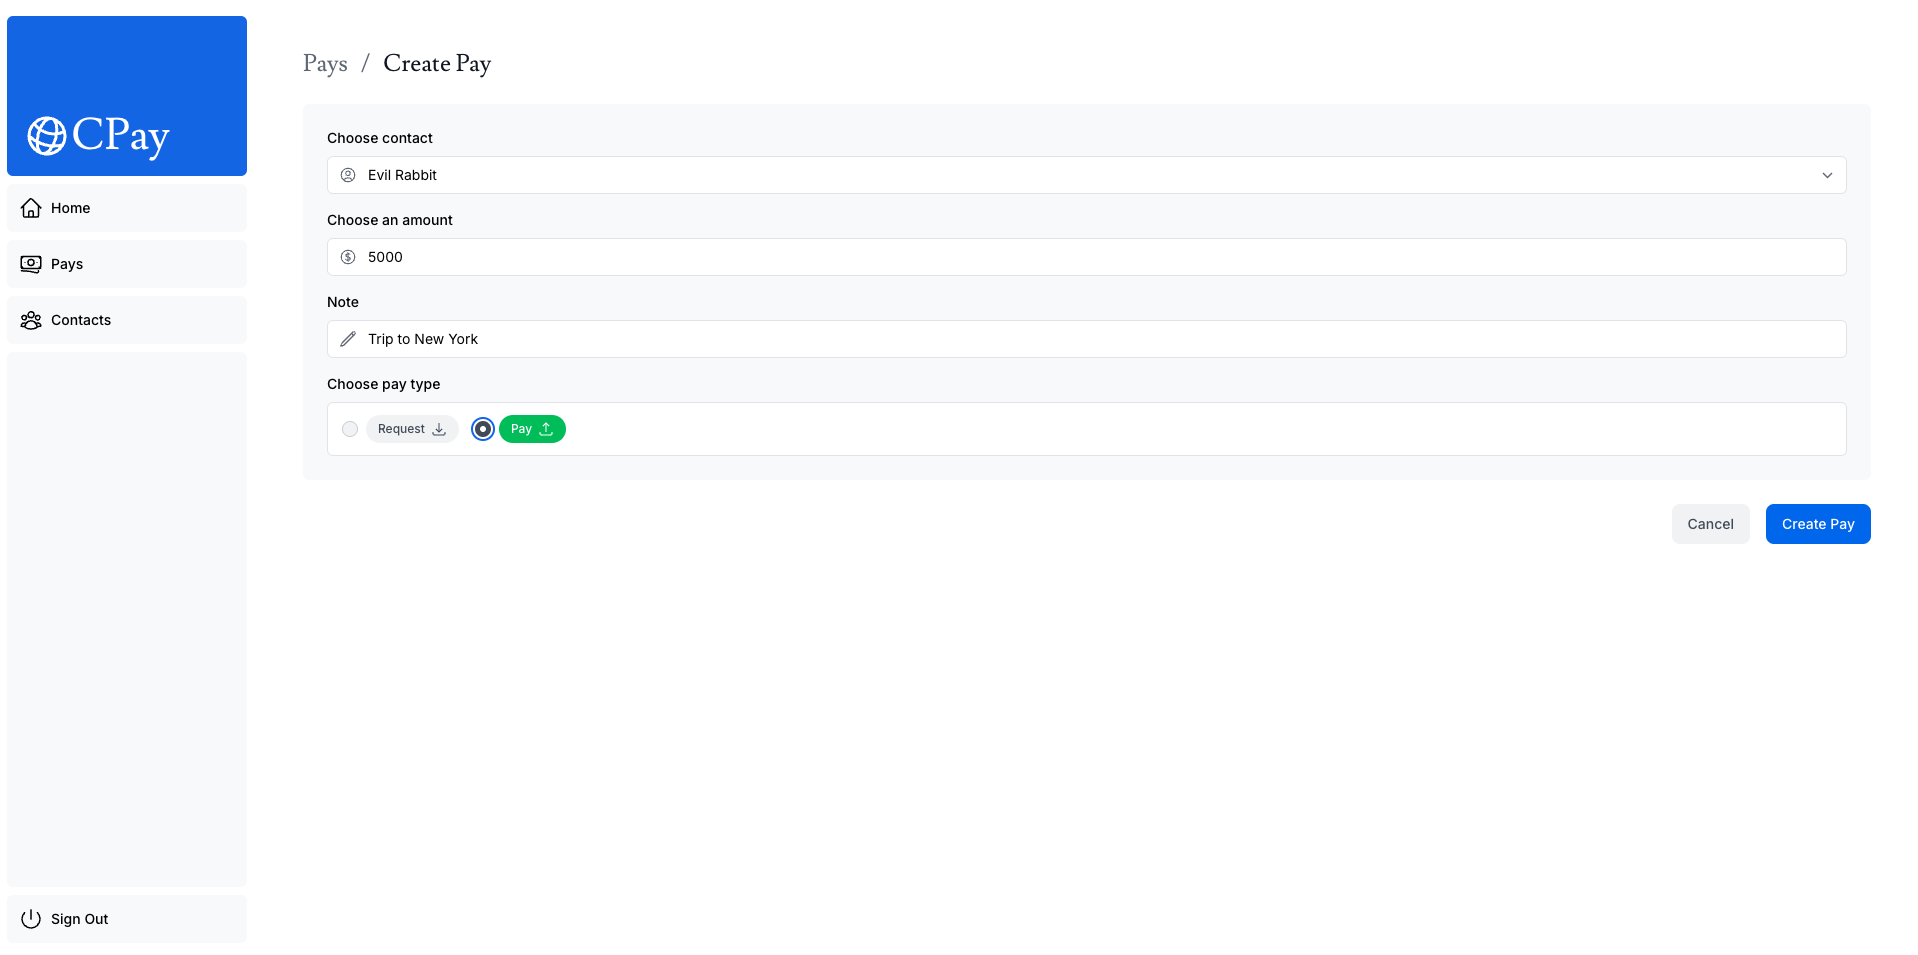 CPay
Home
Pays
Contacts
Sign Out
Pays / Create Pay
Choose contact
Evil Rabbit
Choose an amount
5000
Note
Trip to New York
Choose pay type
Request Pay
Cancel Create Pay